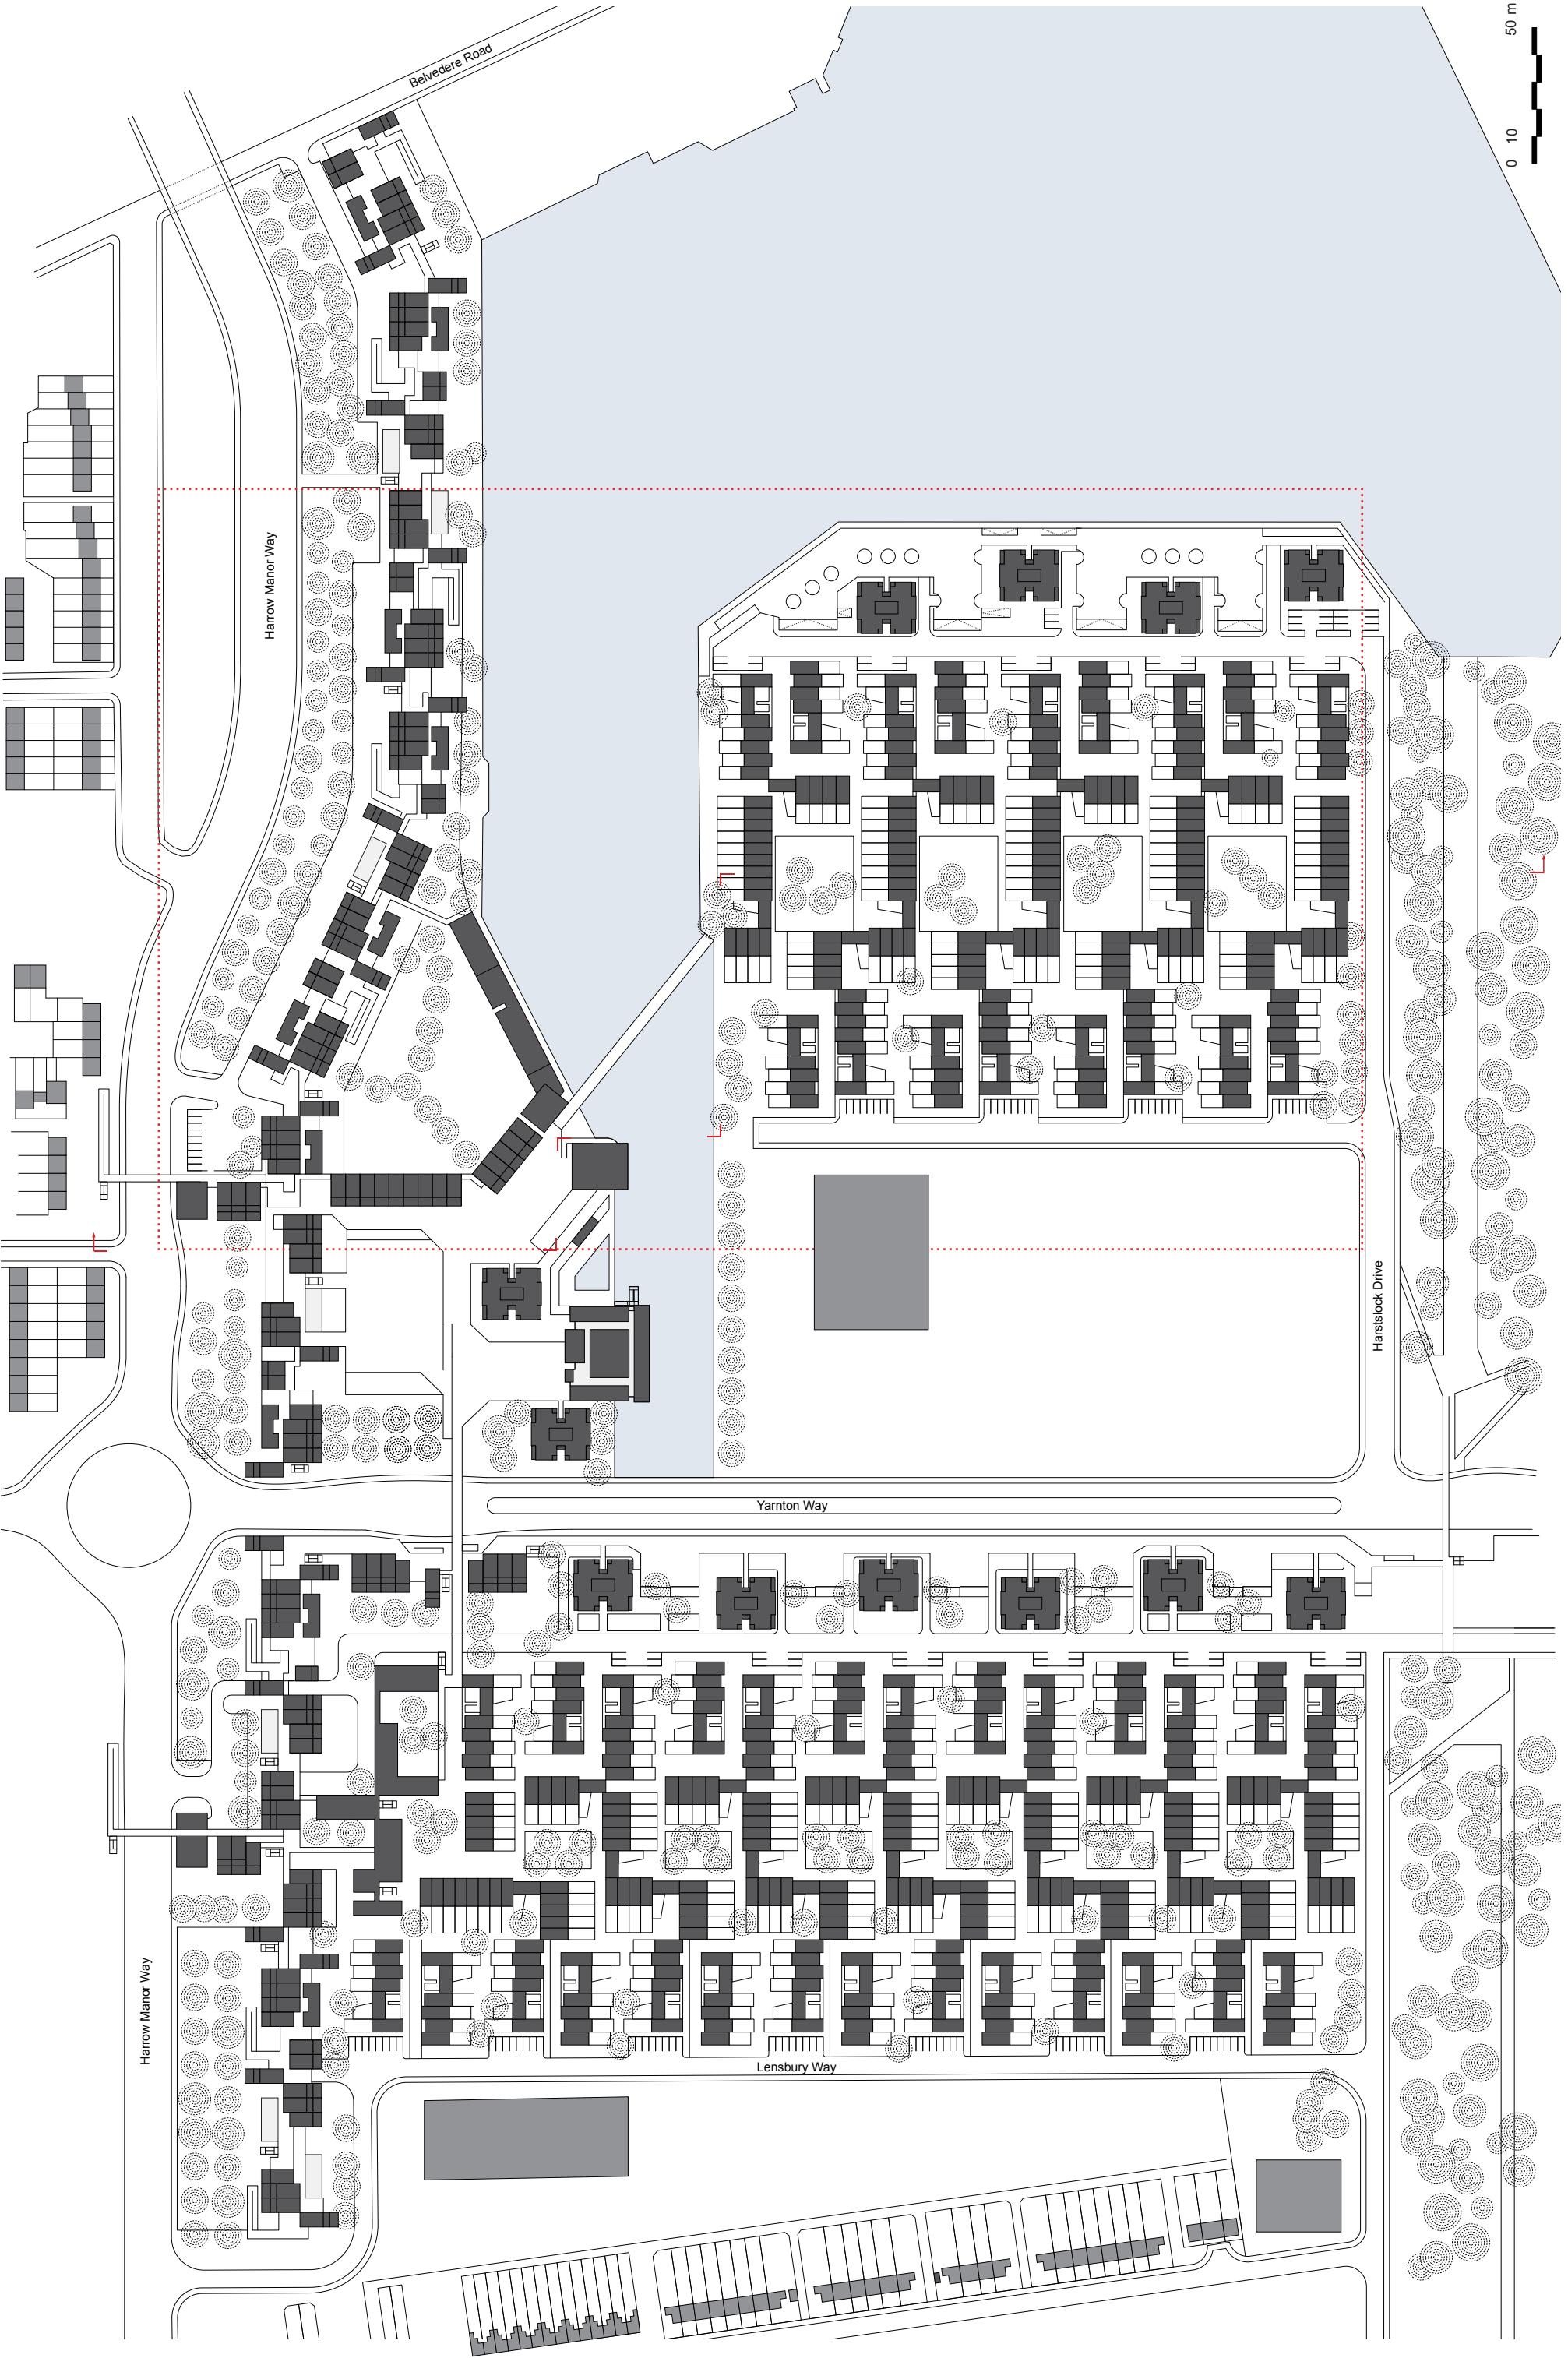 50 m
0 10
Belvedere Road
Harrow Manor Way
Harstslock Drive
Yarnton Way
Harrow Manor Way
Lensbury Way